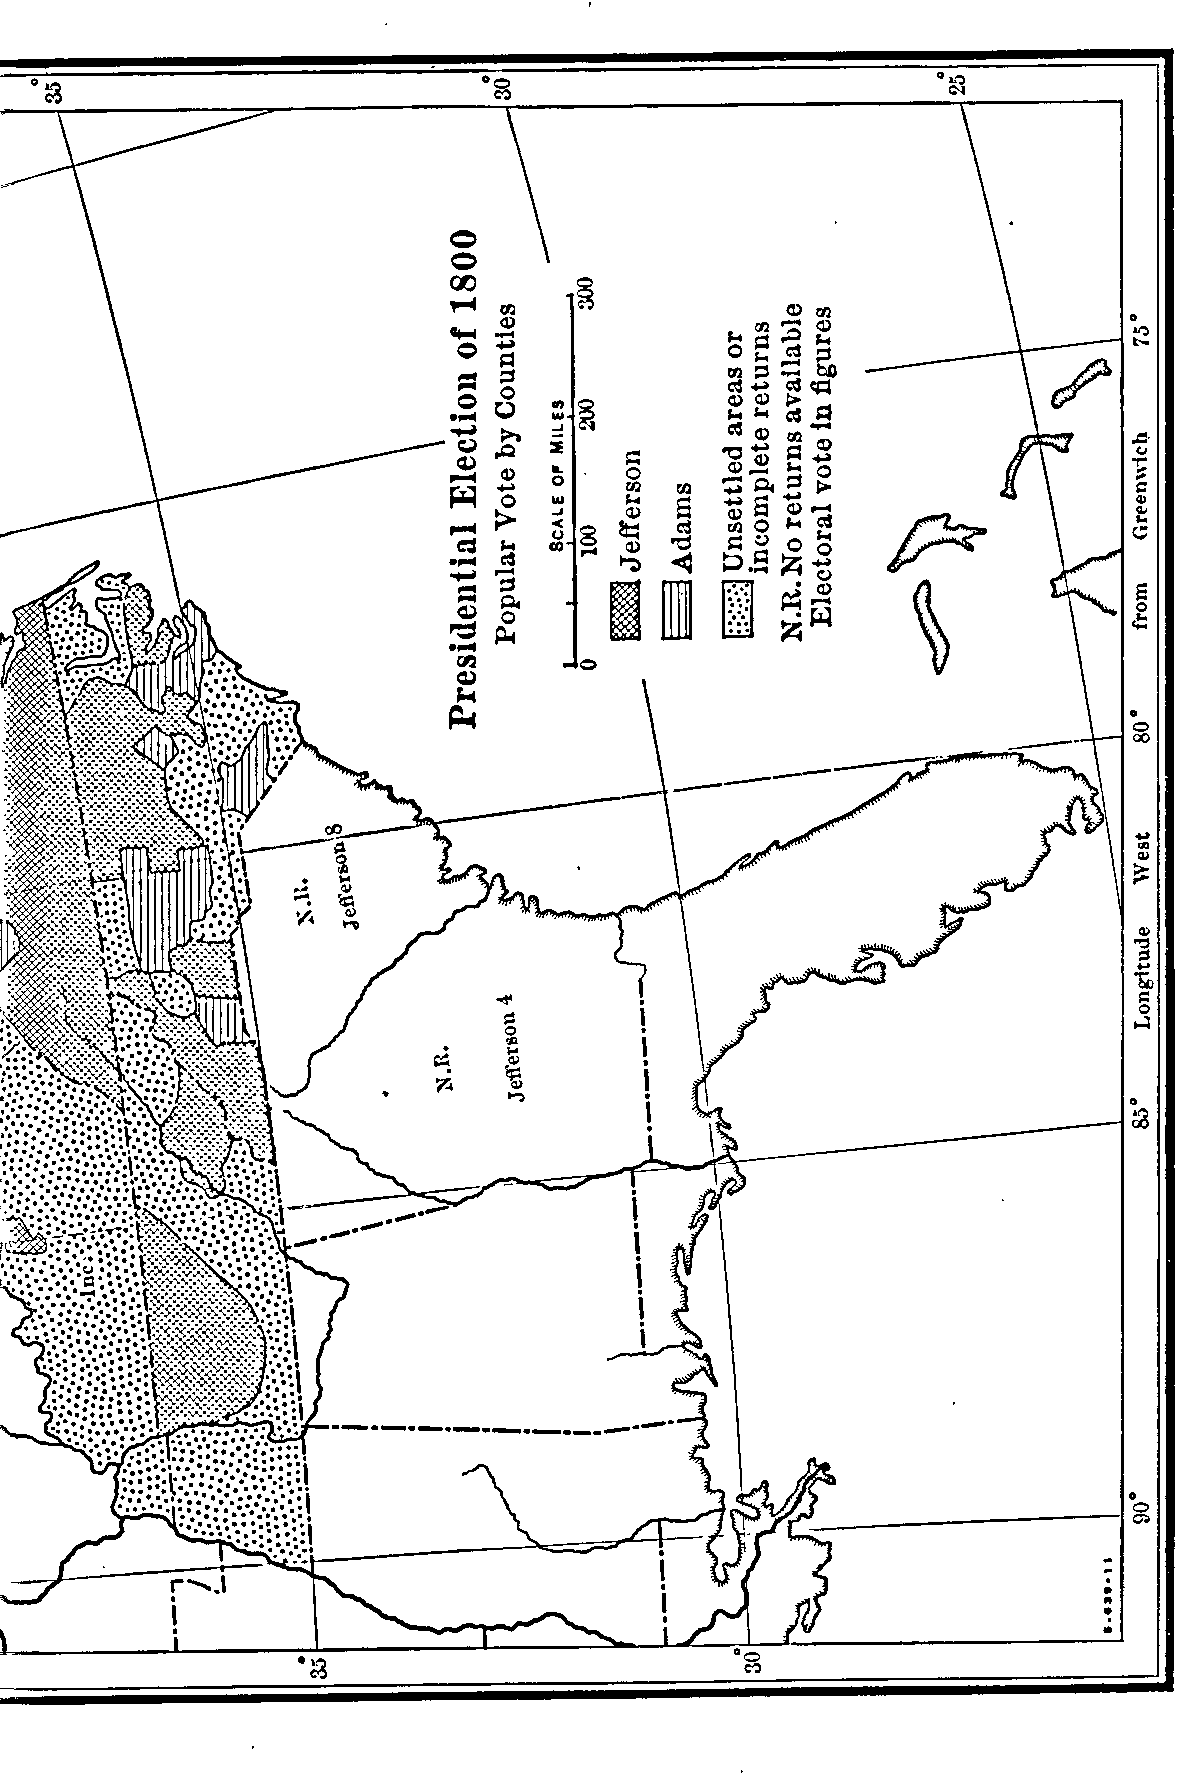 Presidential Election of 1800
Popular Vote by Counties
SCALE OF MILES
0 100 200 300
Jefferson
Adams
Unsettled areas or
incomplete returns
N.R. No returns available
Electoral vote in figures
N.R.
Jefferson 8
N.R.
Jefferson 4
Inc.
35°
30°
25°
75°
80°
85°
90°
35°
30°
Longitude West from Greenwich